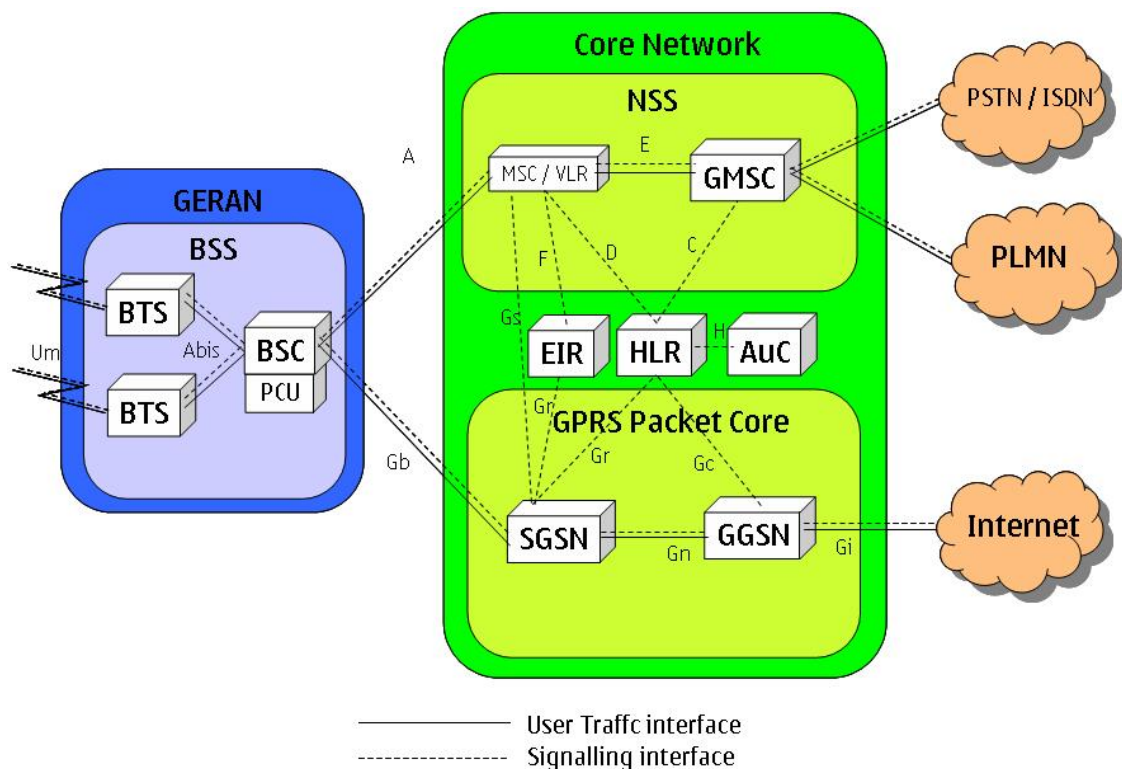 Core Network
NSS
PSTN / ISDN
A
E
MSC / VLR
GMSC
GERAN
BSS
F
D
C
PLMN
BTS
Gs
H
Um
Abis
BSC
EIR
HLR
AuC
PCU
BTS
Gr
GPRS Packet Core
Gb
Gr
Gc
Internet
SGSN
GGSN
Gn
Gi
User Traffc interface
Signalling interface